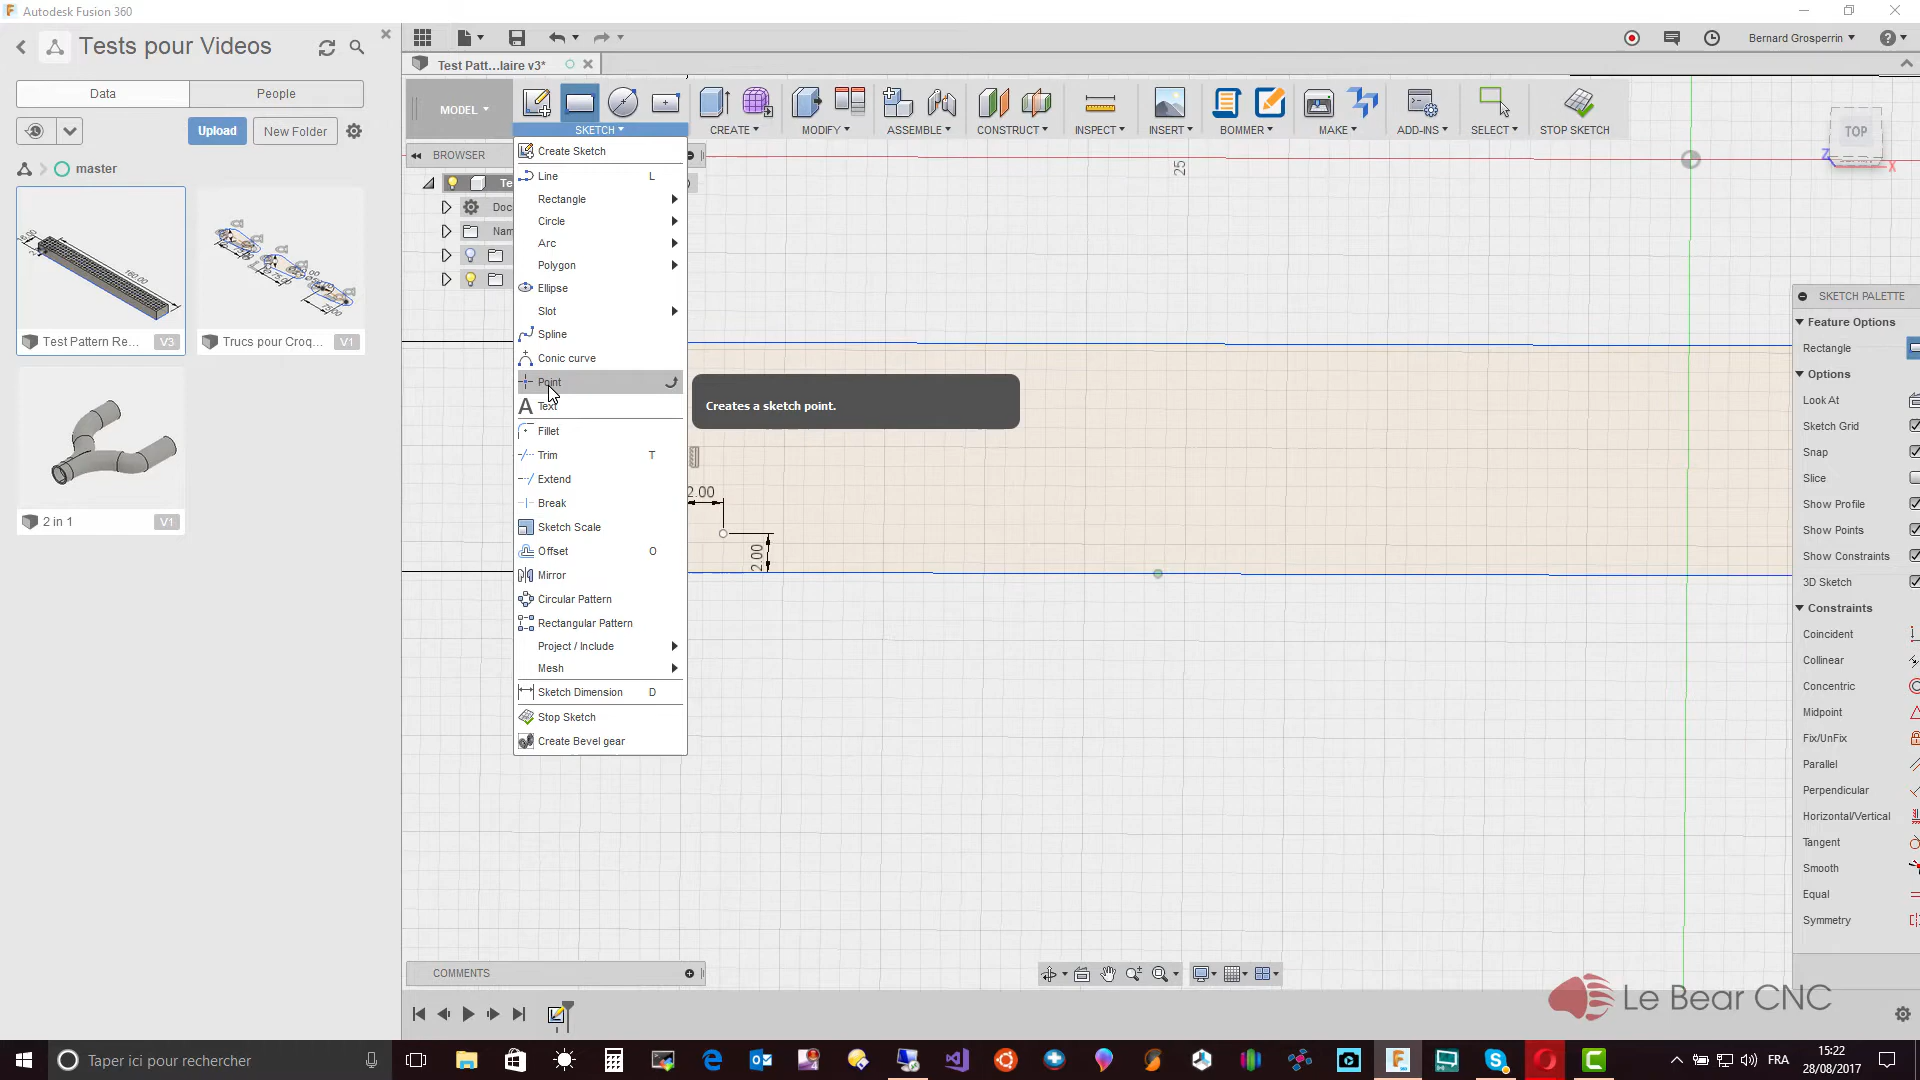 Autodesk Fusion 360
Tests pour Videos
Data
People
Upload
New Folder
master
Test Pattern Re...
V3
Trucs pour Croq...
V1
2 in 1
V1
Bernard Grosperrin
Test Patt...laire v3*
MODEL
SKETCH
CREATE
MODIFY
ASSEMBLE
CONSTRUCT
INSPECT
INSERT
BOMMER
MAKE
ADD-INS
SELECT
STOP SKETCH
BROWSER
Te
Doc
Nam
Create Sketch
Line L
Rectangle
Circle
Arc
Polygon
Ellipse
Slot
Spline
Conic curve
Point
Text
Fillet
Trim T
Extend
Break
Sketch Scale
Offset O
Mirror
Circular Pattern
Rectangular Pattern
Project / Include
Mesh
Sketch Dimension D
Stop Sketch
Create Bevel gear
Creates a sketch point.
25
2.00
2.00
TOP
Z
X
SKETCH PALETTE
Feature Options
Rectangle
Options
Look At
Sketch Grid
Snap
Slice
Show Profile
Show Points
Show Constraints
3D Sketch
Constraints
Coincident
Collinear
Concentric
Midpoint
Fix/UnFix
Parallel
Perpendicular
Horizontal/Vertical
Tangent
Smooth
Equal
Symmetry
COMMENTS
Le Bear CNC
Taper ici pour rechercher
FRA
15:22
28/08/2017